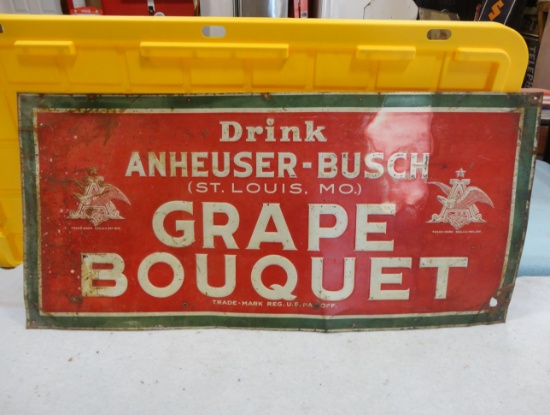 Drink
ANHEUSER-BUSCH
(ST. LOUIS, MO.)
GRAPE
BOUQUET
TRADE-MARK REG. U.S. PAT. OFF.